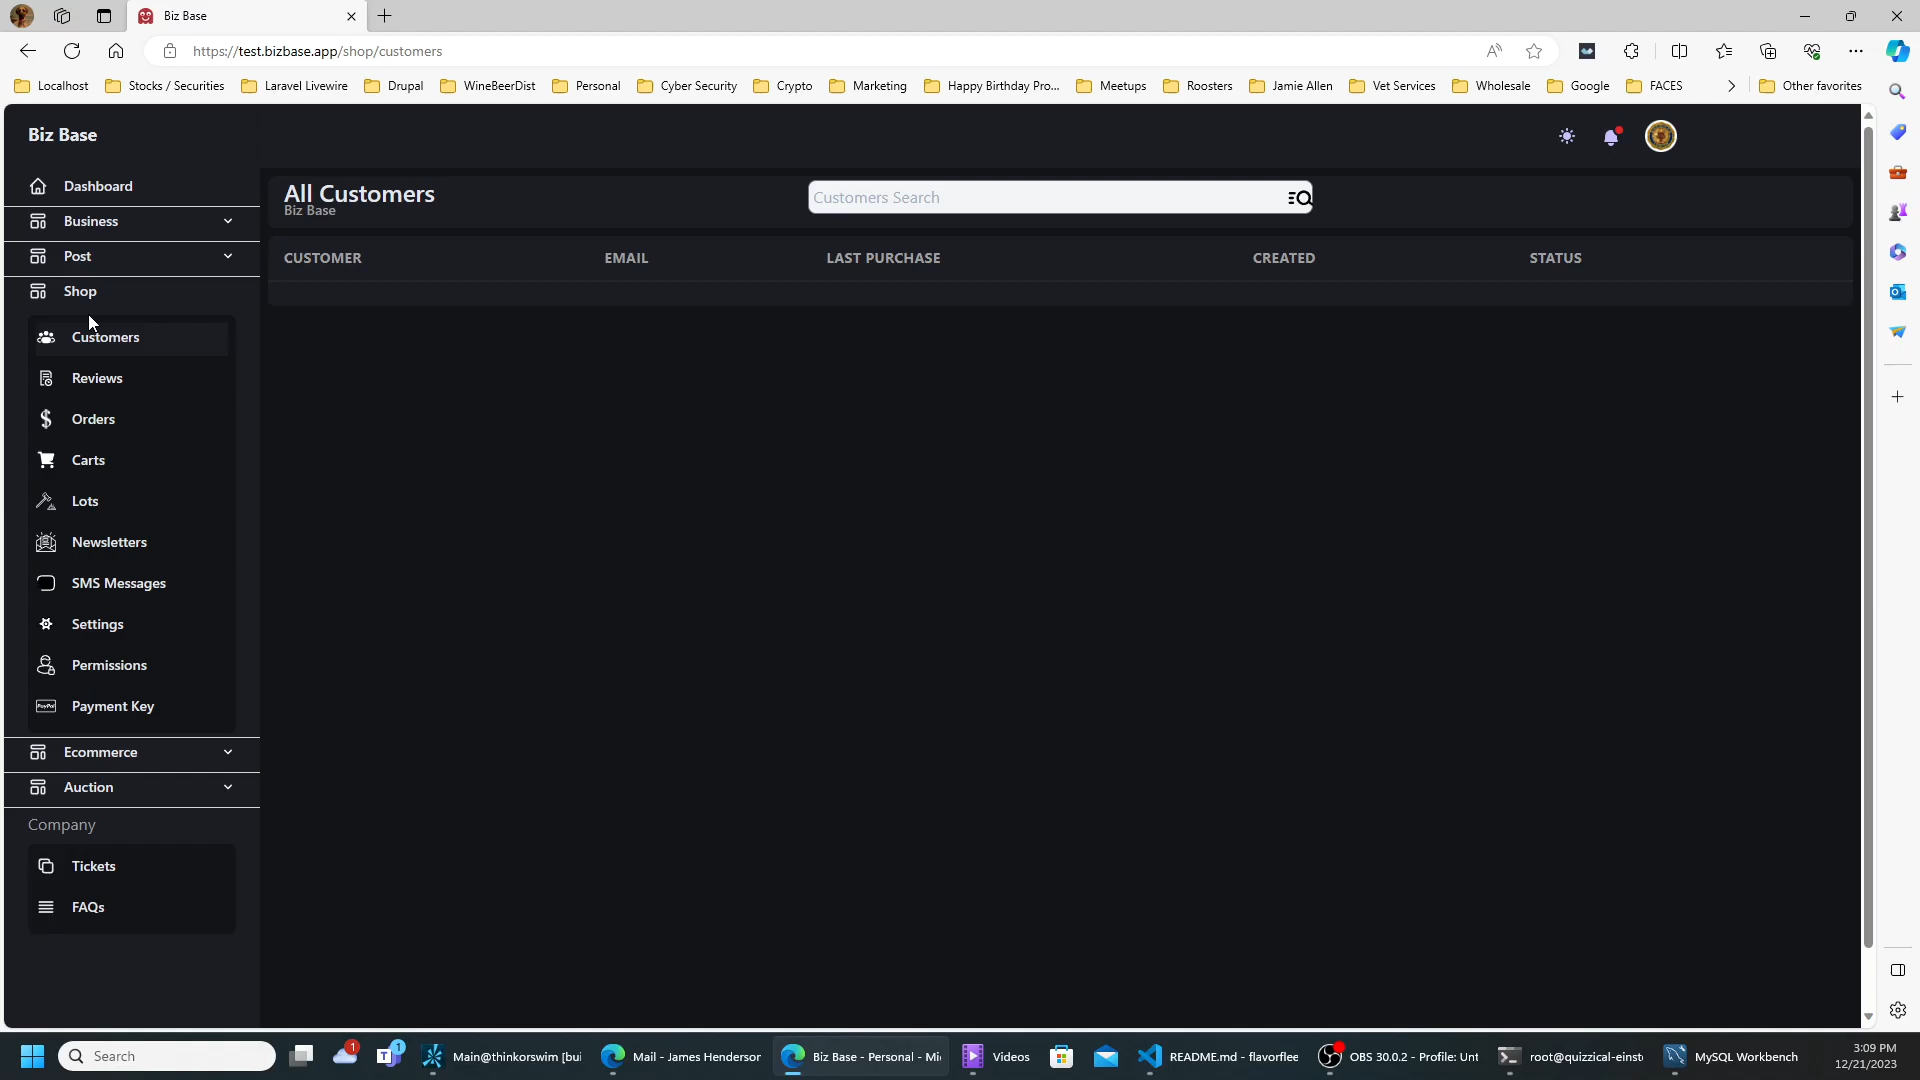 Biz Base
https://test.bizbase.app/shop/customers
Localhost Stocks / Securities Laravel Livewire Drupal WineBeerDist Personal Cyber Security Crypto Marketing Happy Birthday Pro... Meetups Roosters Jamie Allen Vet Services Wholesale Google FACES Other favorites
Biz Base
Dashboard
Business
Post
Shop
Customers
Reviews
Orders
Carts
Lots
Newsletters
SMS Messages
Settings
Permissions
Payment Key
Ecommerce
Auction
Company
Tickets
FAQs
All Customers
Biz Base
Customers Search
CUSTOMER EMAIL LAST PURCHASE CREATED STATUS
Search 1 1 Main@thinkorswim [bui Mail - James Henderson Biz Base - Personal - Mi Videos README.md - flavorflee OBS 30.0.2 - Profile: Unt root@quizzical-einst MySQL Workbench
3:09 PM
12/21/2023